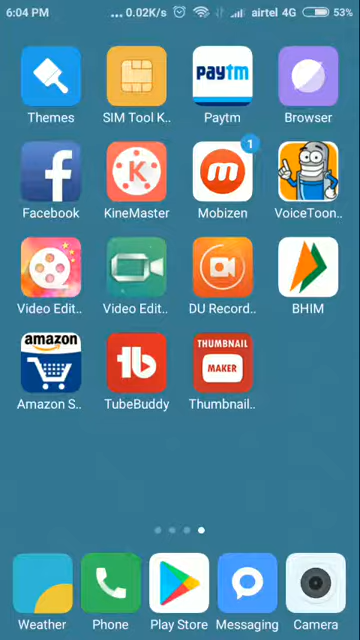 6:04 PM ... 0.02K/s airtel 4G 53%
Themes SIM Tool K.. Paytm Browser
1
Facebook KineMaster Mobizen VoiceToon..
Video Edit.. Video Edit.. DU Record.. BHIM
Amazon S.. TubeBuddy Thumbnail..
paytm
f
K
m
amazon
tb
THUMBNAIL
MAKER
Weather Phone Play Store Messaging Camera